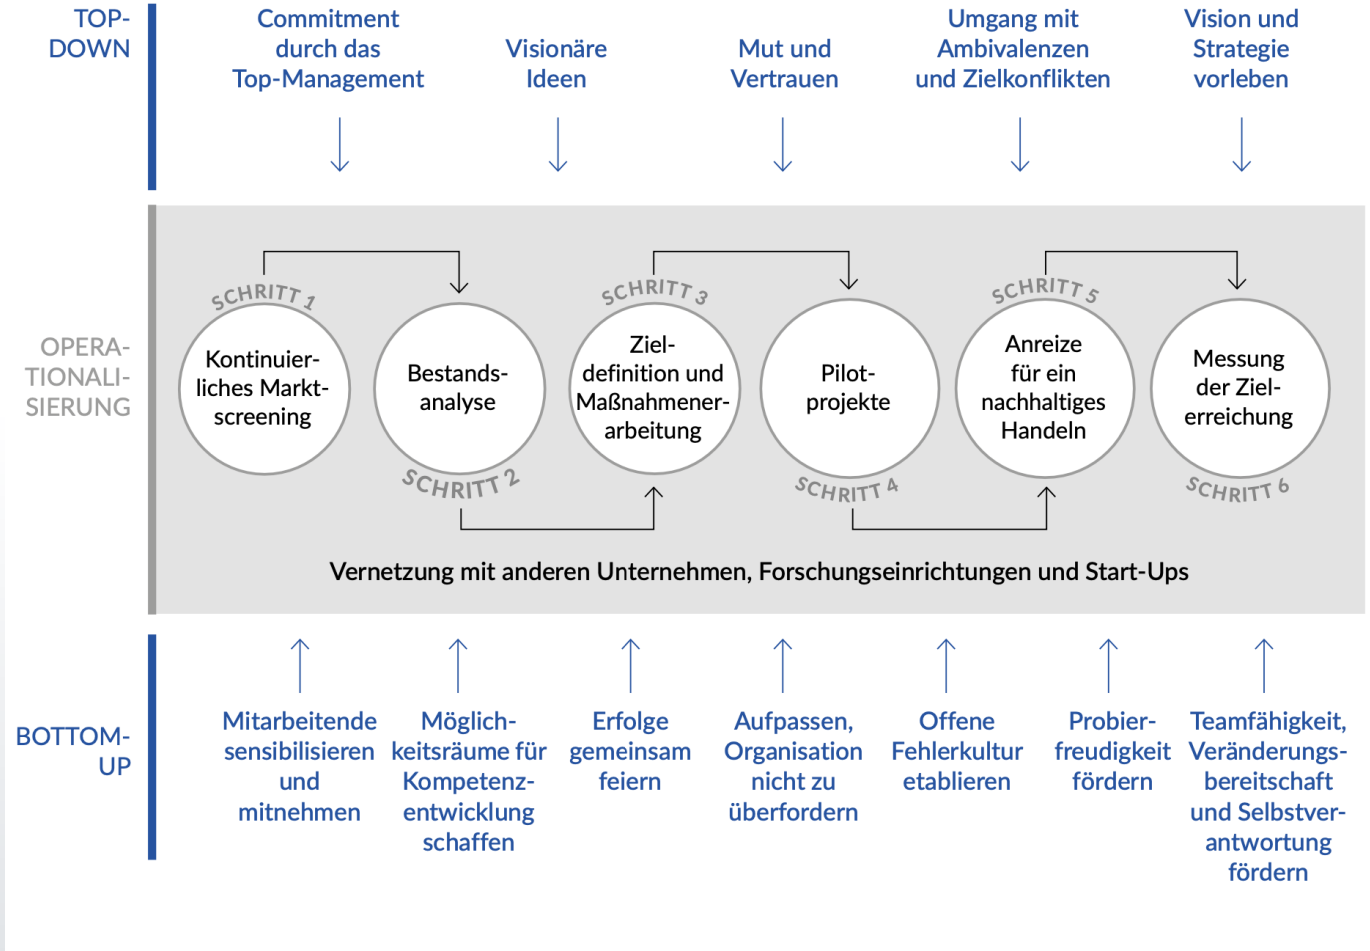 TOP-
DOWN
Commitment
durch das
Top-Management
Visionäre
Ideen
Mut und
Vertrauen
Umgang mit
Ambivalenzen
und Zielkonflikten
Vision und
Strategie
vorleben
OPERA-
TIONALI-
SIERUNG
SCHRITT 1
Kontinuier-
liches Markt-
screening
Bestands-
analyse
SCHRITT 2
SCHRITT 3
Ziel-
definition und
Maßnahmener-
arbeitung
Pilot-
projekte
SCHRITT 4
SCHRITT 5
Anreize
für ein
nachhaltiges
Handeln
Messung
der Ziel-
erreichung
SCHRITT 6
Vernetzung mit anderen Unternehmen, Forschungseinrichtungen und Start-Ups
BOTTOM-
UP
Mitarbeitende
sensibilisieren
und
mitnehmen
Möglich-
keitsräume für
Kompetenz-
entwicklung
schaffen
Erfolge
gemeinsam
feiern
Aufpassen,
Organisation
nicht zu
überfordern
Offene
Fehlerkultur
etablieren
Probier-
freudigkeit
fördern
Teamfähigkeit,
Veränderungs-
bereitschaft
und Selbstver-
antwortung
fördern